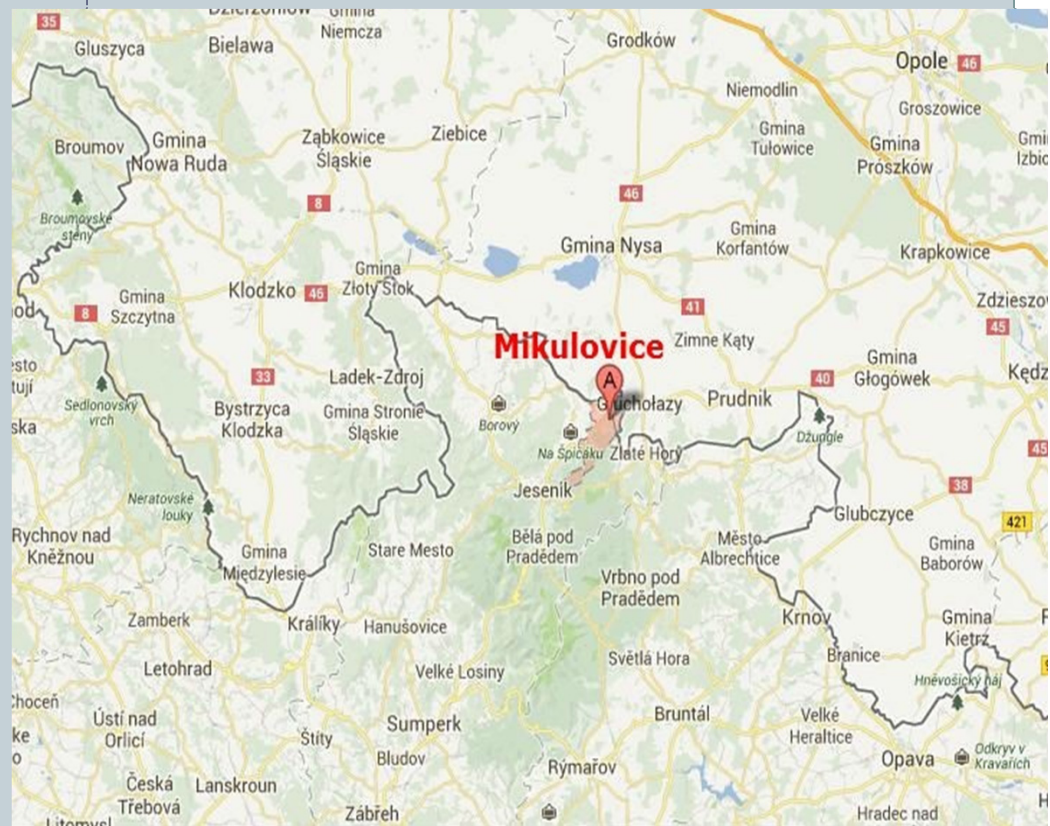 35
Gluszyca
Bielawa
Gmina
Niemcza
Grodków
Opole
46
Niemodlin
Groszowice
Broumov
Gmina
Nowa Ruda
Ząbkowice
Śląskie
Ziebice
Gmina
Tułowice
Gmina
Prószków
Broumovské
stěny
8
46
Gmina Nysa
Gmina
Korfantów
Krapkowice
Gmina
Złoty Stok
Klodzko
46
Gmina
Szczytna
8
41
45
Mikulovice
Zimne Kąty
A
Gmina
Głogówek
33
Ladek-Zdroj
40
Sedloňovský
vrch
Bystrzyca
Klodzka
Gmina Stronie
Śląskie
Borový
Głuchołazy
Prudnik
Džungle
Na Špičáku
Zlaté Hory
45
Jeseník
38
Neratovské
louky
Glubczyce
421
Rychnov nad
Kněžnou
Gmina
Międzylesie
Stare Mesto
Bělá pod
Pradědem
Město
Albrechtice
Gmina
Baborów
Vrbno pod
Pradědem
Zamberk
Králíky
Hanušovice
Krnov
Gmina
Kietrz
Letohrad
Velké Losiny
Světlá Hora
Branice
Hněvošický háj
Ústí nad
Orlicí
Štíty
Sumperk
Bruntál
Velké
Heraltice
Bludov
Rýmařov
Opava
Odkryv v
Kravařích
Česká
Třebová
Lanskroun
Zábřeh
Hradec nad